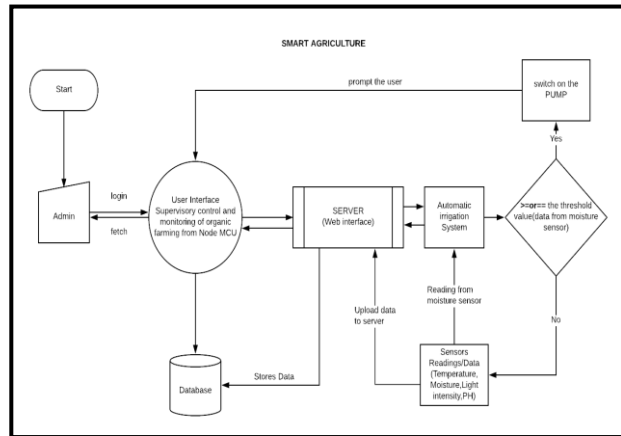 SMART AGRICULTURE
Start
prompt the user
switch on the
PUMP
Yes
login
Admin
fetch
User Interface
Supervisory control and
monitoring of organic
farming from Node MCU
SERVER
(Web interface)
Automatic
irrigation
System
>=or== the threshold
value(data from moisture
sensor)
Upload data
to server
Reading from
moisture sensor
No
Database
Stores Data
Sensors
Readings/Data
(Temperature,
Moisture,Light
intensity,PH)